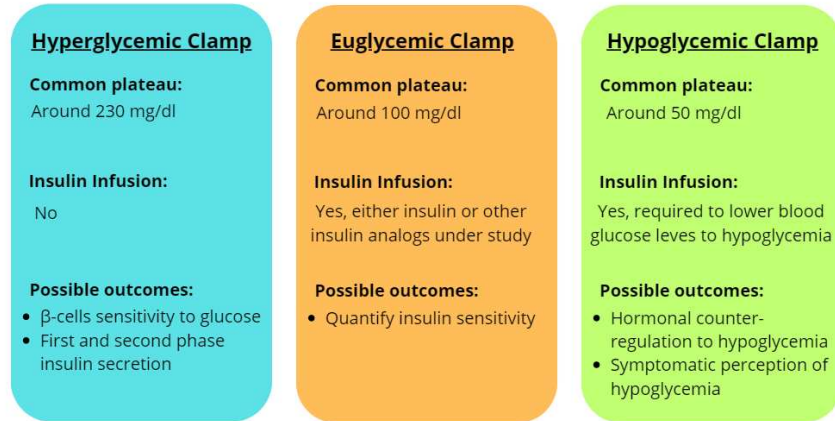 Hyperglycemic Clamp
Common plateau:
Around 230 mg/dl
Insulin Infusion:
No
Possible outcomes:
• β-cells sensitivity to glucose
• First and second phase
insulin secretion
Euglycemic Clamp
Common plateau:
Around 100 mg/dl
Insulin Infusion:
Yes, either insulin or other
insulin analogs under study
Possible outcomes:
• Quantify insulin sensitivity
Hypoglycemic Clamp
Common plateau:
Around 50 mg/dl
Insulin Infusion:
Yes, required to lower blood
glucose leves to hypoglycemia
Possible outcomes:
• Hormonal counter-
regulation to hypoglycemia
• Symptomatic perception of
hypoglycemia